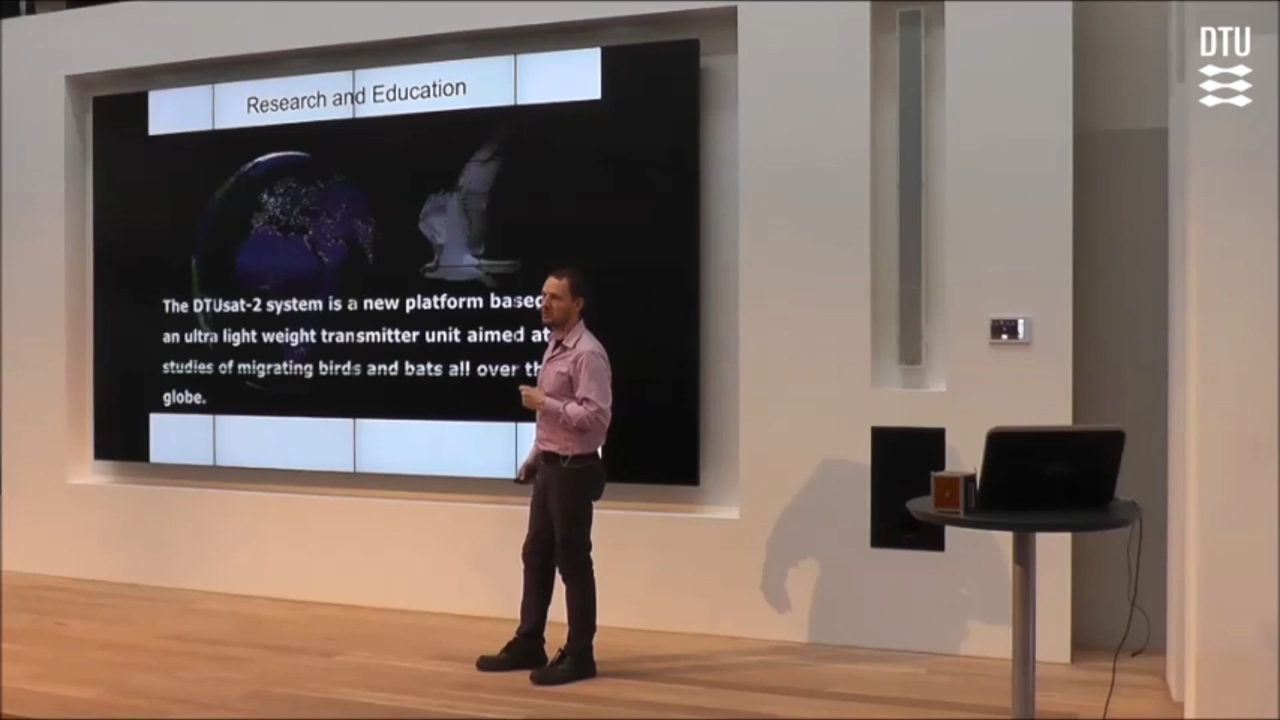 DTU
Research and Education
The DTUsat-2 system is a new platform based
an ultra light weight transmitter unit aimed at
studies of migrating birds and bats all over th
globe.